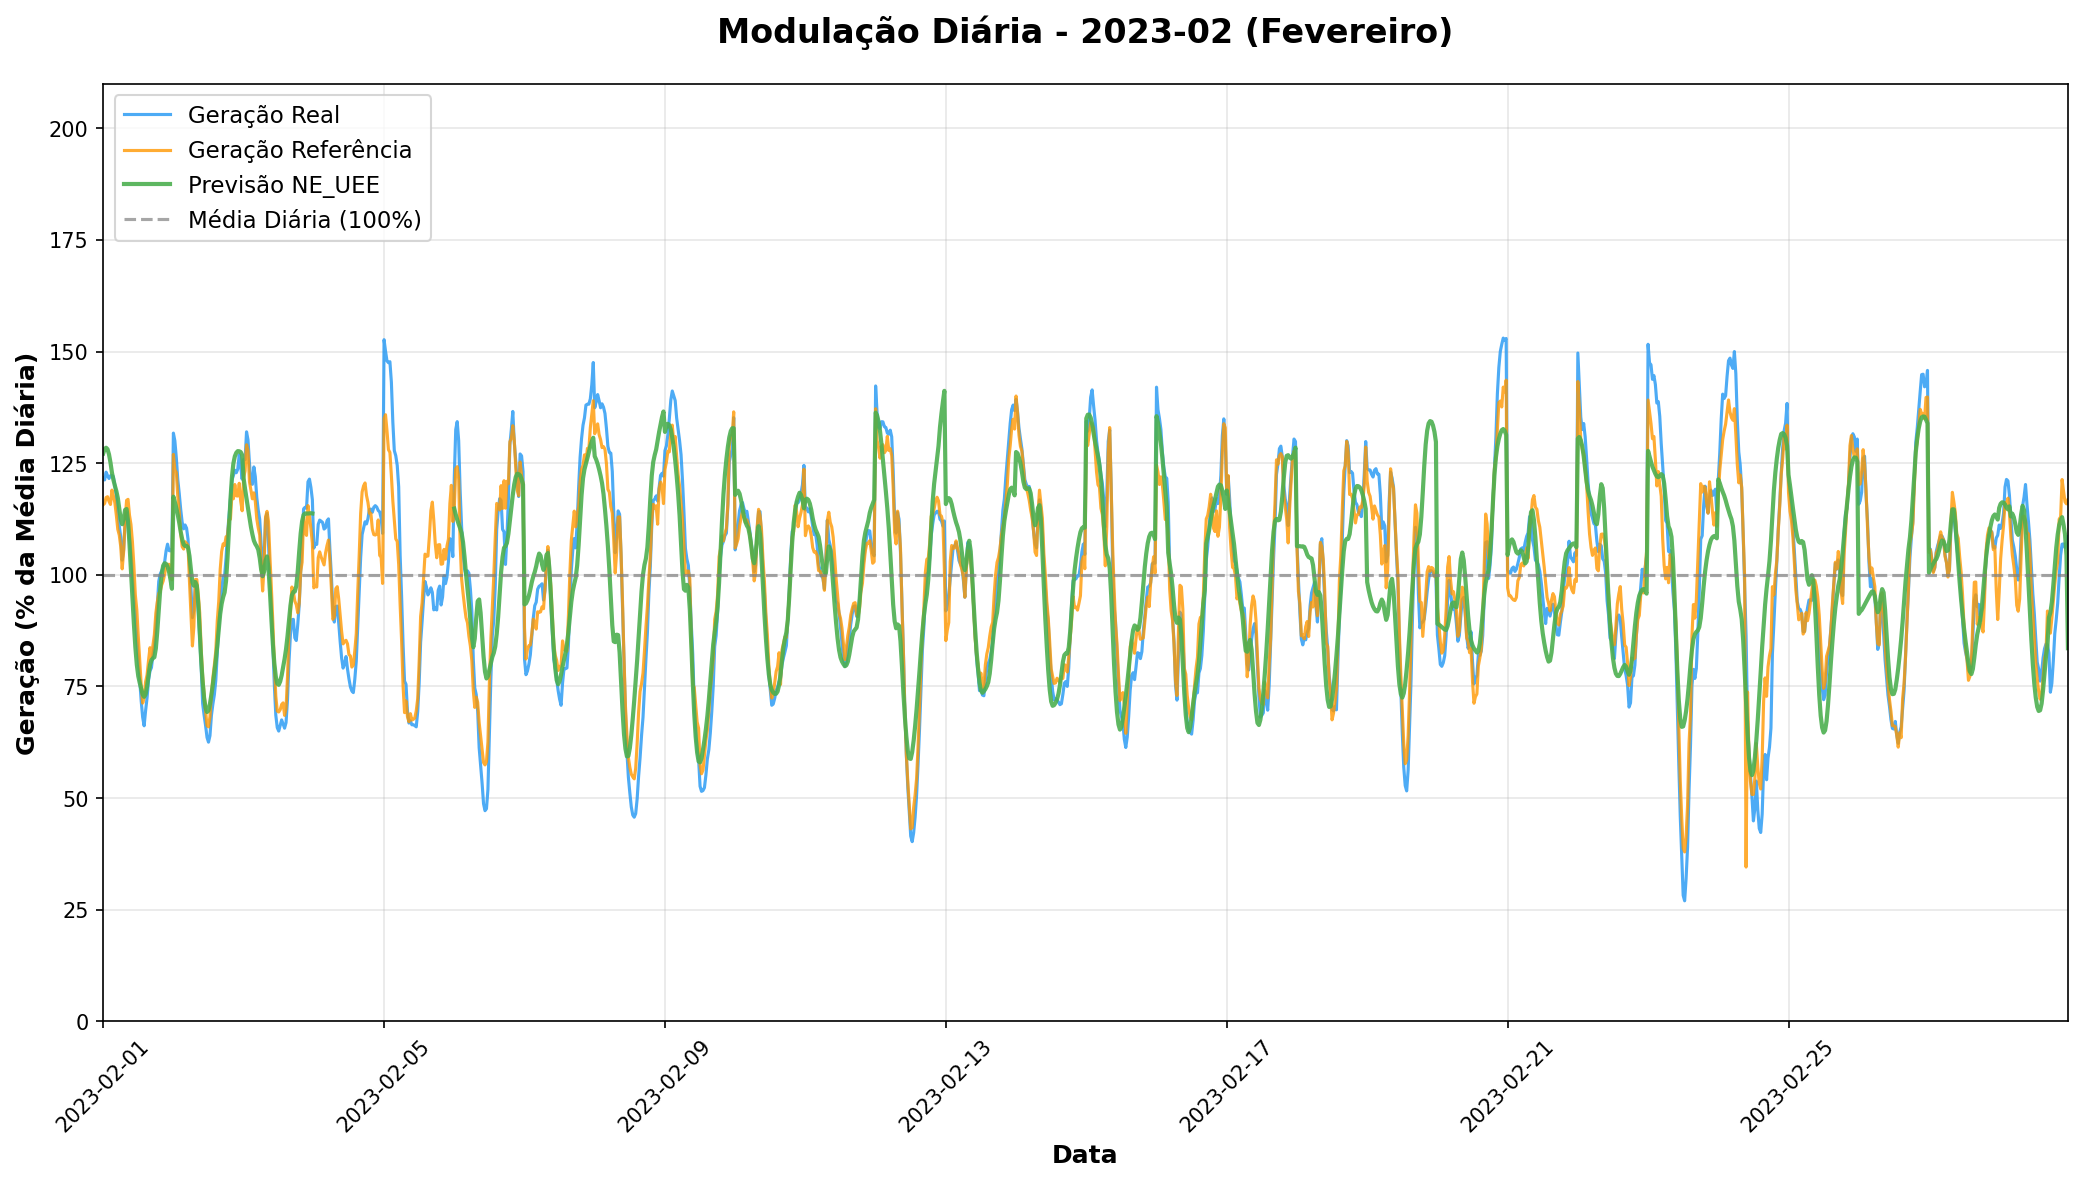 Modulação Diária - 2023-02 (Fevereiro)
Geração Real
Geração Referência
Previsão NE_UEE
Média Diária (100%)
Geração (% da Média Diária)
200
175
150
125
100
75
50
25
0
2023-02-01
2023-02-05
2023-02-09
2023-02-13
2023-02-17
2023-02-21
2023-02-25
Data